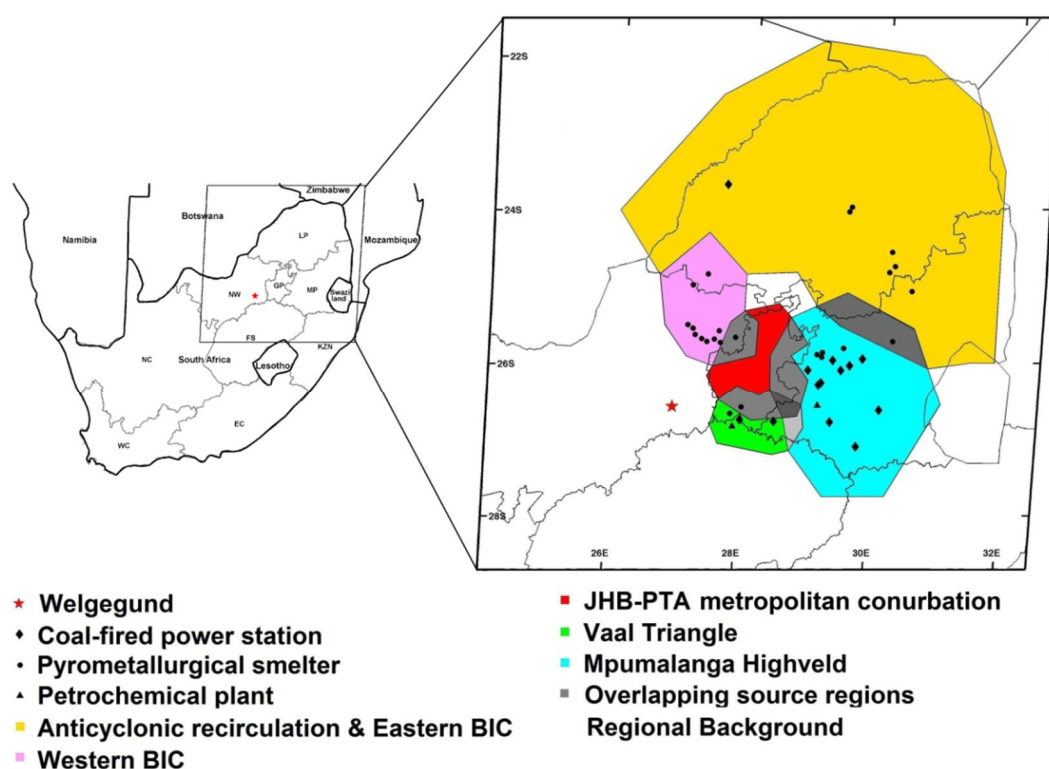 Zimbabwe
Botswana
Namibia
Mozambique
LP
NW
GP
MP
Swazi
land
FS
KZN
NC
South Africa
Lesotho
EC
WC
22S
24S
26S
28S
26E
28E
30E
32E
Welgegund
Coal-fired power station
Pyrometallurgical smelter
Petrochemical plant
Anticyclonic recirculation & Eastern BIC
Western BIC
JHB-PTA metropolitan conurbation
Vaal Triangle
Mpumalanga Highveld
Overlapping source regions
Regional Background